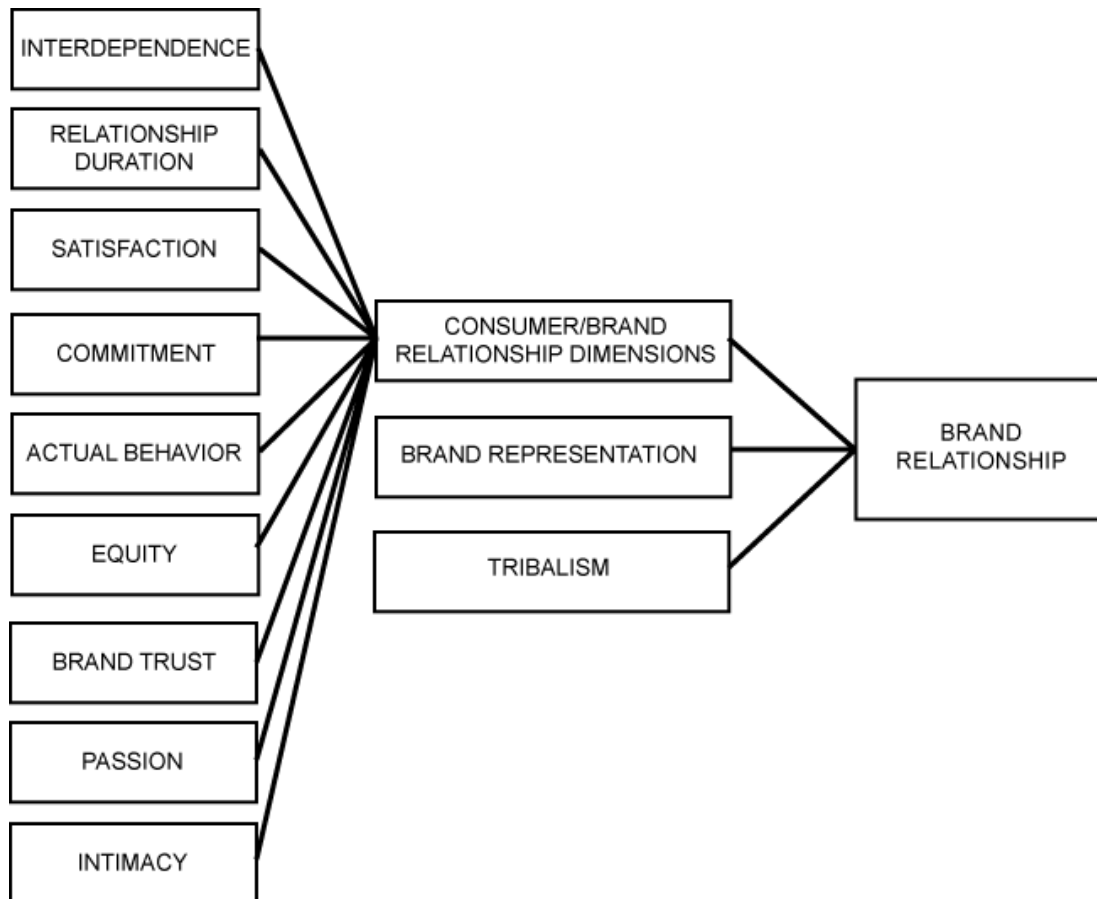 INTERDEPENDENCE
RELATIONSHIP
DURATION
SATISFACTION
COMMITMENT
ACTUAL BEHAVIOR
EQUITY
BRAND TRUST
PASSION
INTIMACY
CONSUMER/BRAND
RELATIONSHIP DIMENSIONS
BRAND REPRESENTATION
TRIBALISM
BRAND
RELATIONSHIP